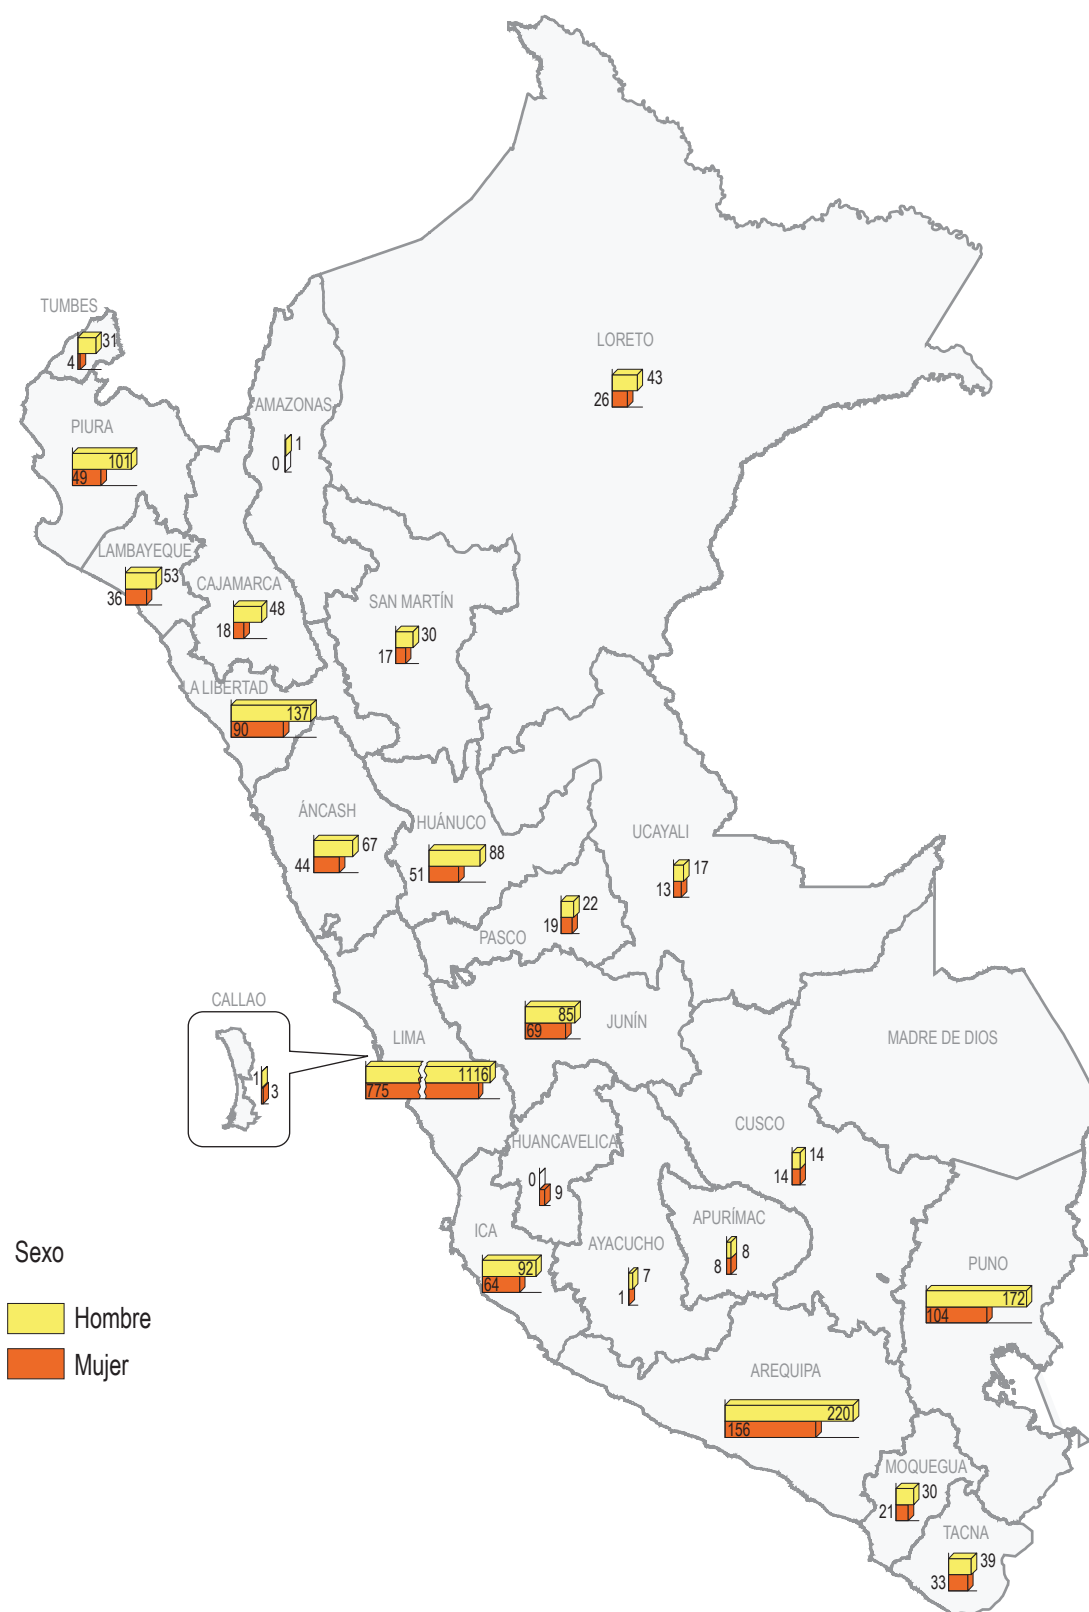 TUMBES
31
4
LORETO
43
26
AMAZONAS
1
0
PIURA
101
49
LAMBAYEQUE
53
36
CAJAMARCA
48
18
SAN MARTÍN
30
17
LA LIBERTAD
137
90
ÁNCASH
67
44
HUÁNUCO
88
51
UCAYALI
17
13
PASCO
22
19
CALLAO
1
3
LIMA
1116
775
JUNÍN
85
69
MADRE DE DIOS
CUSCO
14
14
HUANCAVELICA
0
9
ICA
92
64
AYACUCHO
7
1
APURÍMAC
8
8
PUNO
172
104
AREQUIPA
220
156
MOQUEGUA
30
21
TACNA
39
33
Sexo
Hombre
Mujer